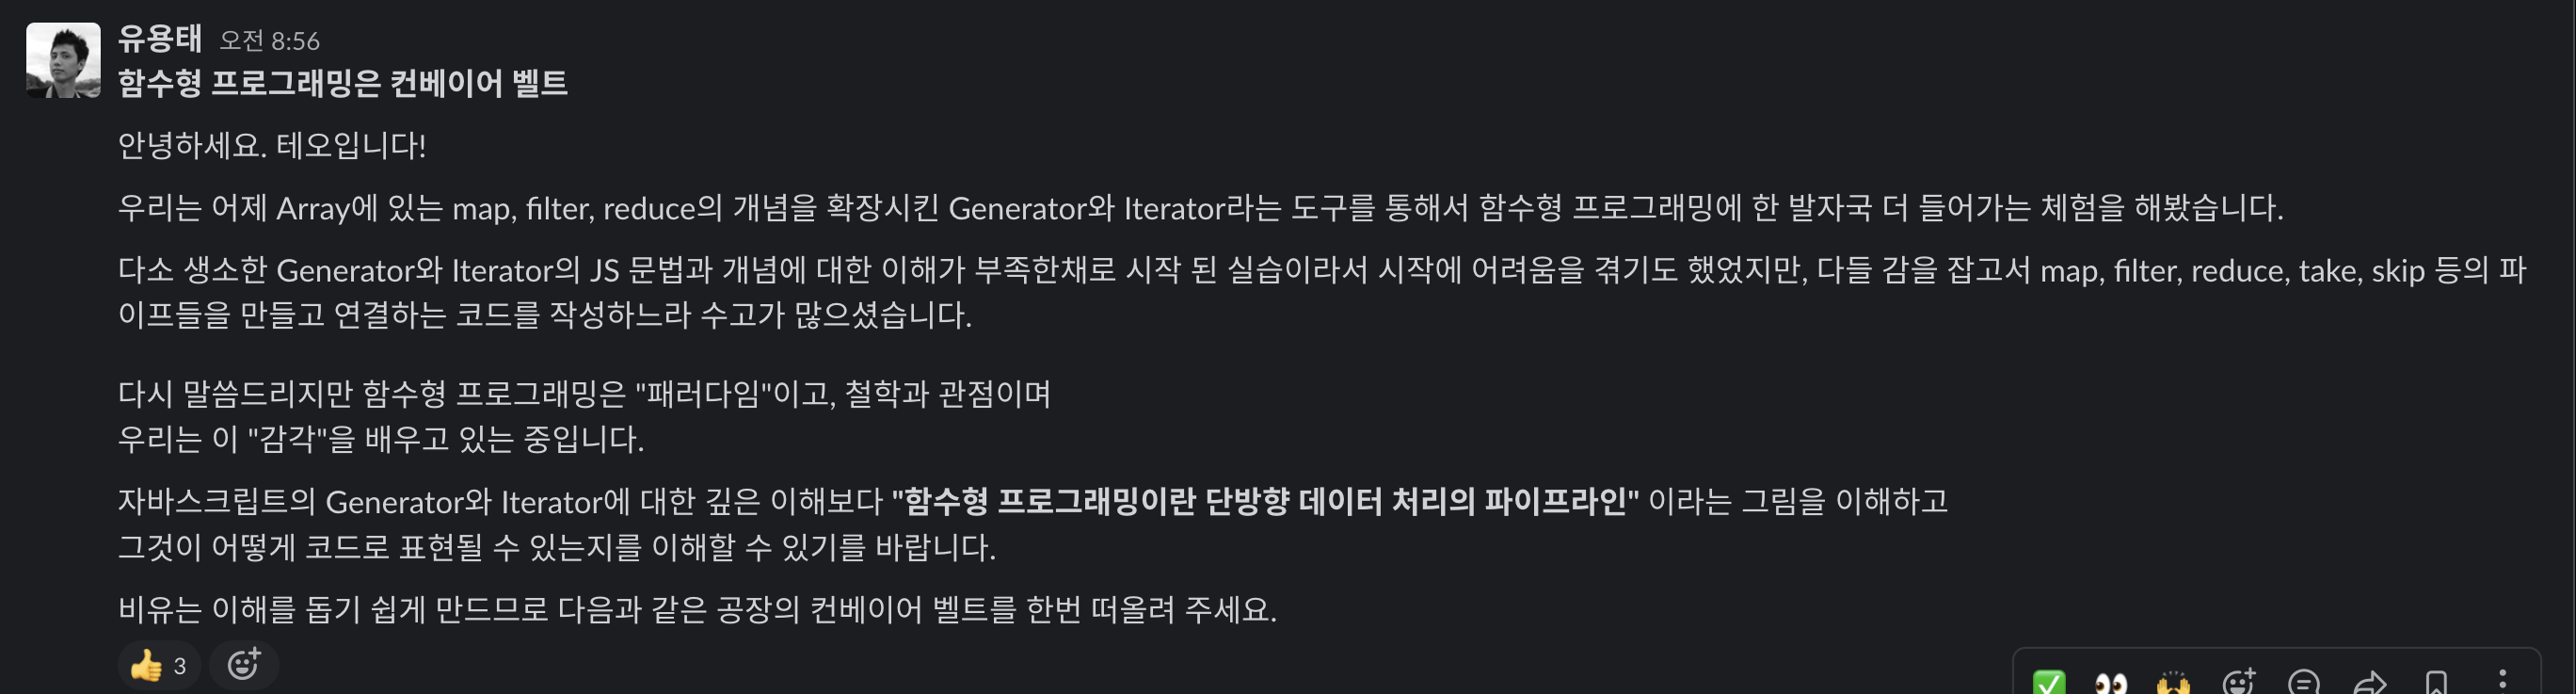 유용태 오전 8:56
함수형 프로그래밍은 컨베이어 벨트
안녕하세요. 테오입니다!
우리는 어제 Array에 있는 map, filter, reduce의 개념을 확장시킨 Generator와 Iterator라는 도구를 통해서 함수형 프로그래밍에 한 발자국 더 들어가는 체험을 해봤습니다.
다소 생소한 Generator와 Iterator의 JS 문법과 개념에 대한 이해가 부족한채로 시작 된 실습이라서 시작에 어려움을 겪기도 했었지만, 다들 감을 잡고서 map, filter, reduce, take, skip 등의 파
이프들을 만들고 연결하는 코드를 작성하느라 수고가 많으셨습니다.
다시 말씀드리지만 함수형 프로그래밍은 "패러다임"이고, 철학과 관점이며
우리는 이 "감각"을 배우고 있는 중입니다.
자바스크립트의 Generator와 Iterator에 대한 깊은 이해보다 "함수형 프로그래밍이란 단방향 데이터 처리의 파이프라인" 이라는 그림을 이해하고
그것이 어떻게 코드로 표현될 수 있는지를 이해할 수 있기를 바랍니다.
비유는 이해를 돕기 쉽게 만드므로 다음과 같은 공장의 컨베이어 벨트를 한번 떠올려 주세요.
3